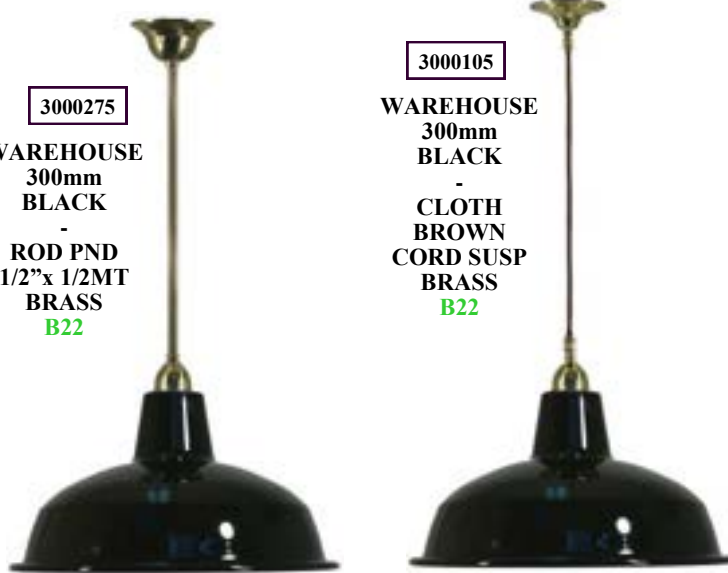 3000275
WAREHOUSE
300mm
BLACK
-
ROD PND
1/2”x 1/2MT
BRASS
B22
3000105
WAREHOUSE
300mm
BLACK
-
CLOTH
BROWN
CORD SUSP
BRASS
B22